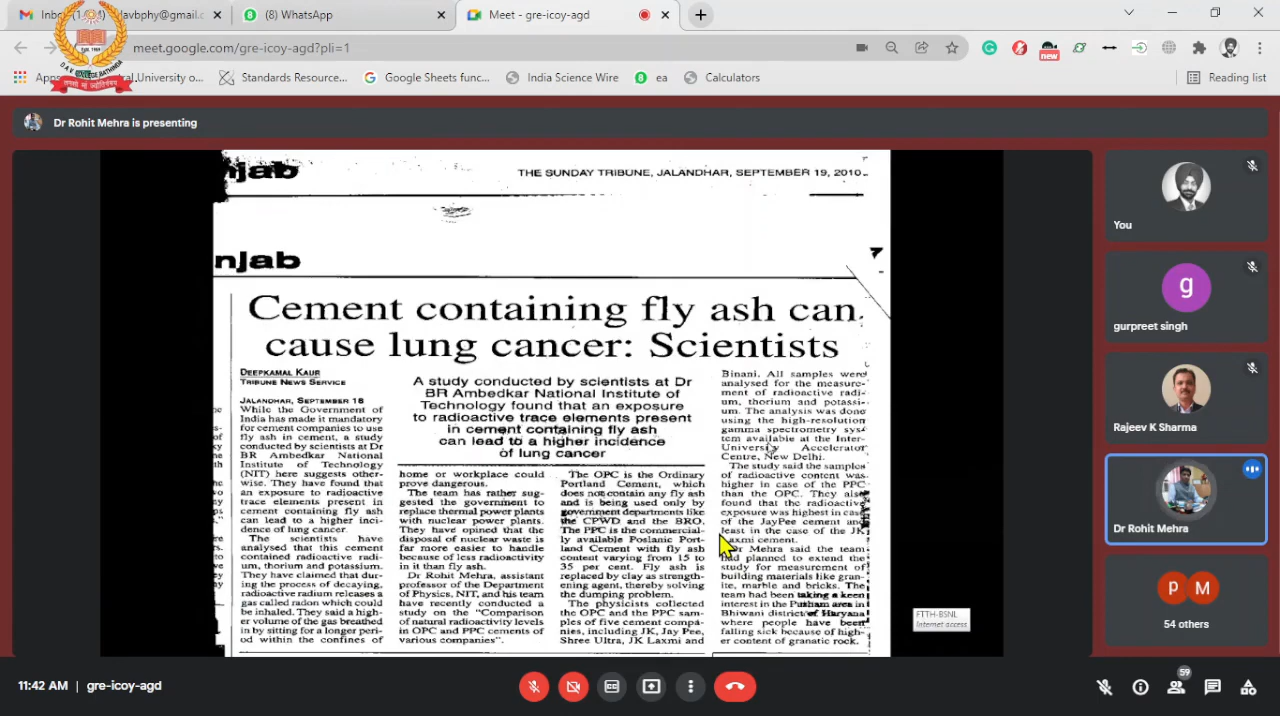 Inbox
davbphy@gmail.c
(8) WhatsApp
Meet - gre-icoy-agd
meet.google.com/gre-icoy-agd?pli=1
new
University o...
Standards Resource...
Google Sheets func...
India Science Wire
ea
Calculators
Reading list
D.A.V. COLLEGE BATHINDA
Dr Rohit Mehra is presenting
njab
THE SUNDAY TRIBUNE, JALANDHAR, SEPTEMBER 19, 2010
njab
Cement containing fly ash can
cause lung cancer: Scientists
DEEPKAMAL KAUR
TRIBUNE NEWS SERVICE
JALANDHAR, SEPTEMBER 18
While the Government of
India has made it mandatory
for cement companies to use
fly ash in cement, a study
conducted by scientists at Dr
BR Ambedkar National
Institute of Technology
(NIT) here suggests other-
wise. They have found that
an exposure to radioactive
trace elements present in
cement containing fly ash
can lead to a higher inci-
dence of lung cancer.
The scientists have
analysed that this cement
contained radioactive radi-
um, thorium and potassium.
They have claimed that dur-
ing the process of decaying,
radioactive radium releases a
gas called radon which could
be inhaled. They said a high-
er volume of the gas breathed
in by sitting for a longer peri-
od within the confines of
A study conducted by scientists at Dr
BR Ambedkar National Institute of
Technology found that an exposure
to radioactive trace elements present
in cement containing fly ash
can lead to a higher incidence
of lung cancer
home or workplace could
prove dangerous.
The team has rather sug-
gested the government to
replace thermal power plants
with nuclear power plants.
They have opined that the
disposal of nuclear waste is
far more easier to handle
because of less radioactivity
in it than fly ash.
Dr Rohit Mehra, assistant
professor of the Department
of Physics, NIT, and his team
have recently conducted a
study on the "Comparison
of natural radioactivity levels
in OPC and PPC cements of
various companies".
The OPC is the Ordinary
Portland Cement, which
does not contain any fly ash
and is being used only by
government departments like
the CPWD and the BRO.
The PPC is the commercial-
ly available Poslanic Port-
land Cement with fly ash
content varying from 15 to
35 per cent. Fly ash is
replaced by clay as strength-
ening agent, thereby solving
the dumping problem.
The physicists collected
the OPC and the PPC sam-
ples of five cement compa-
nies, including JK, Jay Pee,
Shree Ultra, JK Laxmi and
Binani. All samples were
analysed for the measure-
ment of radioactive radi-
um, thorium and potassi-
um. The analysis was done
using the high-resolution
gamma spectrometry sys-
tem available at the Inter-
University Accelerator
Centre, New Delhi.
The study said the samples
of radioactive content was
higher in case of the PPC
than the OPC. They also
found that the radioactive
exposure was highest in case
of the JayPee cement and
least in the case of the JK
Laxmi cement.
Dr Mehra said the team
had planned to extend the
study for measurement of
building materials like gran-
ite, marble and bricks. The
team had been taking a keen
interest in the area in
Bhiwani district of Haryana
where people have been
falling sick because of high-
er content of granatic rock.
FTTH-BSNL
Internet access
You
g
gurpreet singh
Rajeev K Sharma
Dr Rohit Mehra
p M
54 others
11:42 AM | gre-icoy-agd
59